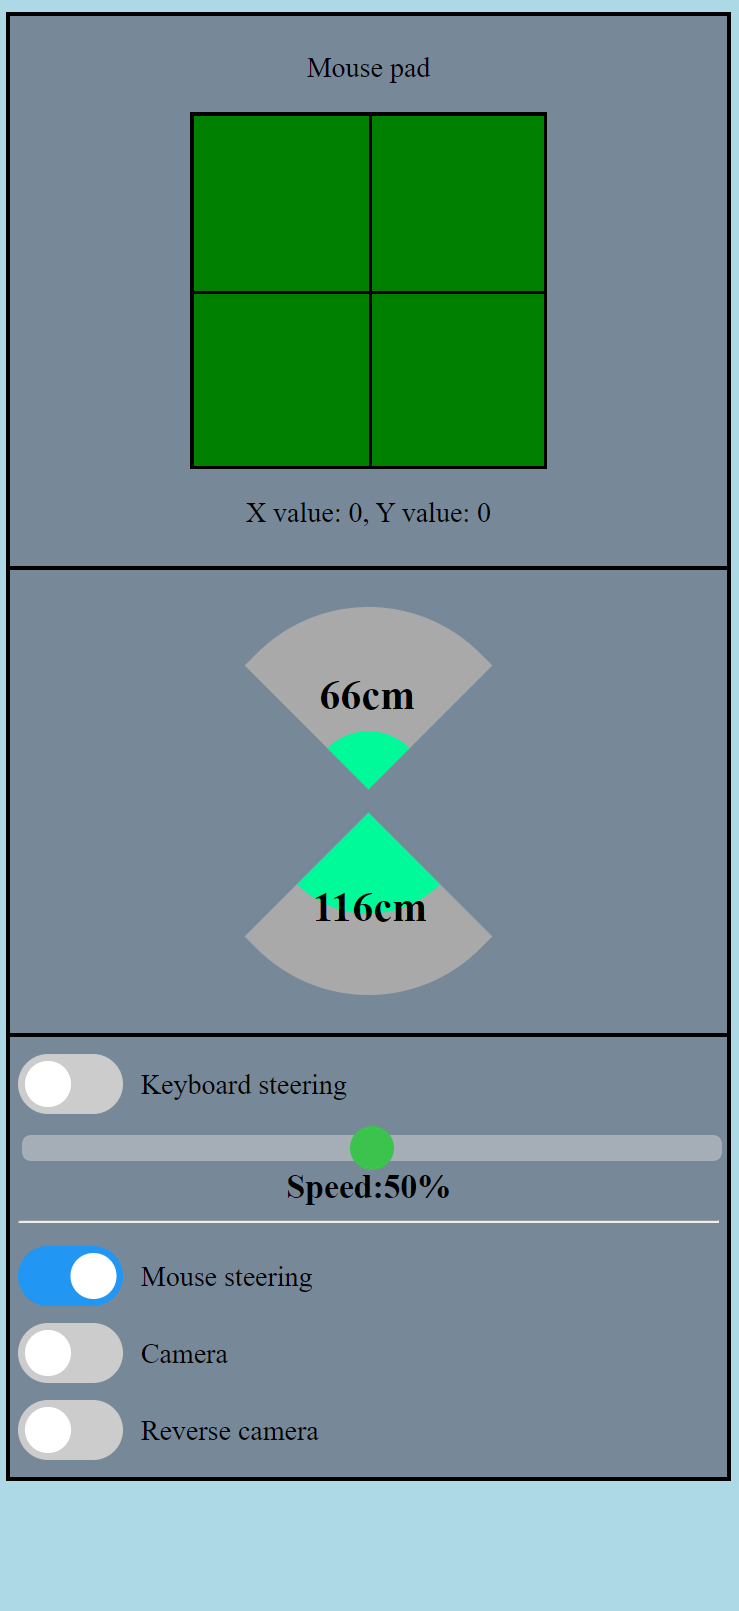 Mouse pad
X value: 0, Y value: 0
66cm
116cm
Keyboard steering
Speed:50%
Mouse steering
Camera
Reverse camera